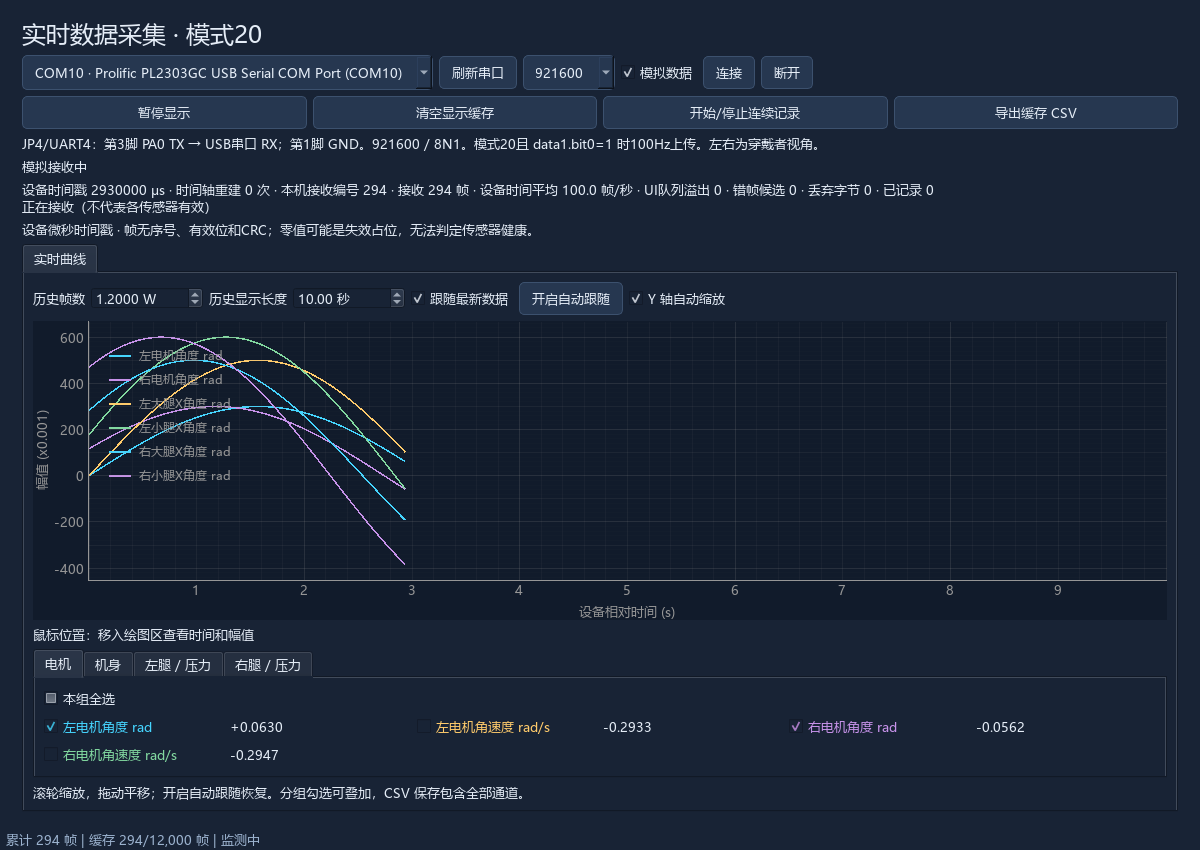 实时数据采集 · 模式20
COM10 · Prolific PL2303GC USB Serial COM Port (COM10) 刷新串口 921600 模拟数据 连接 断开
暂停显示 清空显示缓存 开始/停止连续记录 导出缓存 CSV
JP4/UART4：第3脚 PA0 TX → USB串口 RX；第1脚 GND。921600 / 8N1。模式20且 data1.bit0=1 时100Hz上传。左右为穿戴者视角。
模拟接收中
设备时间戳 2930000 µs · 时间轴重建 0 次 · 本机接收编号 294 · 接收 294 帧 · 设备时间平均 100.0 帧/秒 · UI队列溢出 0 · 错帧候选 0 · 丢弃字节 0 · 已记录 0
正在接收（不代表各传感器有效）
设备微秒时间戳 · 帧无序号、有效位和CRC；零值可能是失效占位，无法判定传感器健康。
实时曲线
历史帧数 1.2000 W 历史显示长度 10.00 秒 跟随最新数据 开启自动跟随 Y 轴自动缩放
600
400
200
0
-200
-400
幅值 (x0.001)
左电机角度 rad
右电机角度 rad
左大腿X角度 rad
左小腿X角度 rad
右大腿X角度 rad
右小腿X角度 rad
1 2 3 4 5 6 7 8 9
设备相对时间 (s)
鼠标位置：移入绘图区查看时间和幅值
电机 机身 左腿 / 压力 右腿 / 压力
本组全选
左电机角度 rad +0.0630 左电机角速度 rad/s -0.2933 右电机角度 rad -0.0562
右电机角速度 rad/s -0.2947
滚轮缩放，拖动平移；开启自动跟随恢复。分组勾选可叠加，CSV 保存包含全部通道。
累计 294 帧 | 缓存 294/12,000 帧 | 监测中